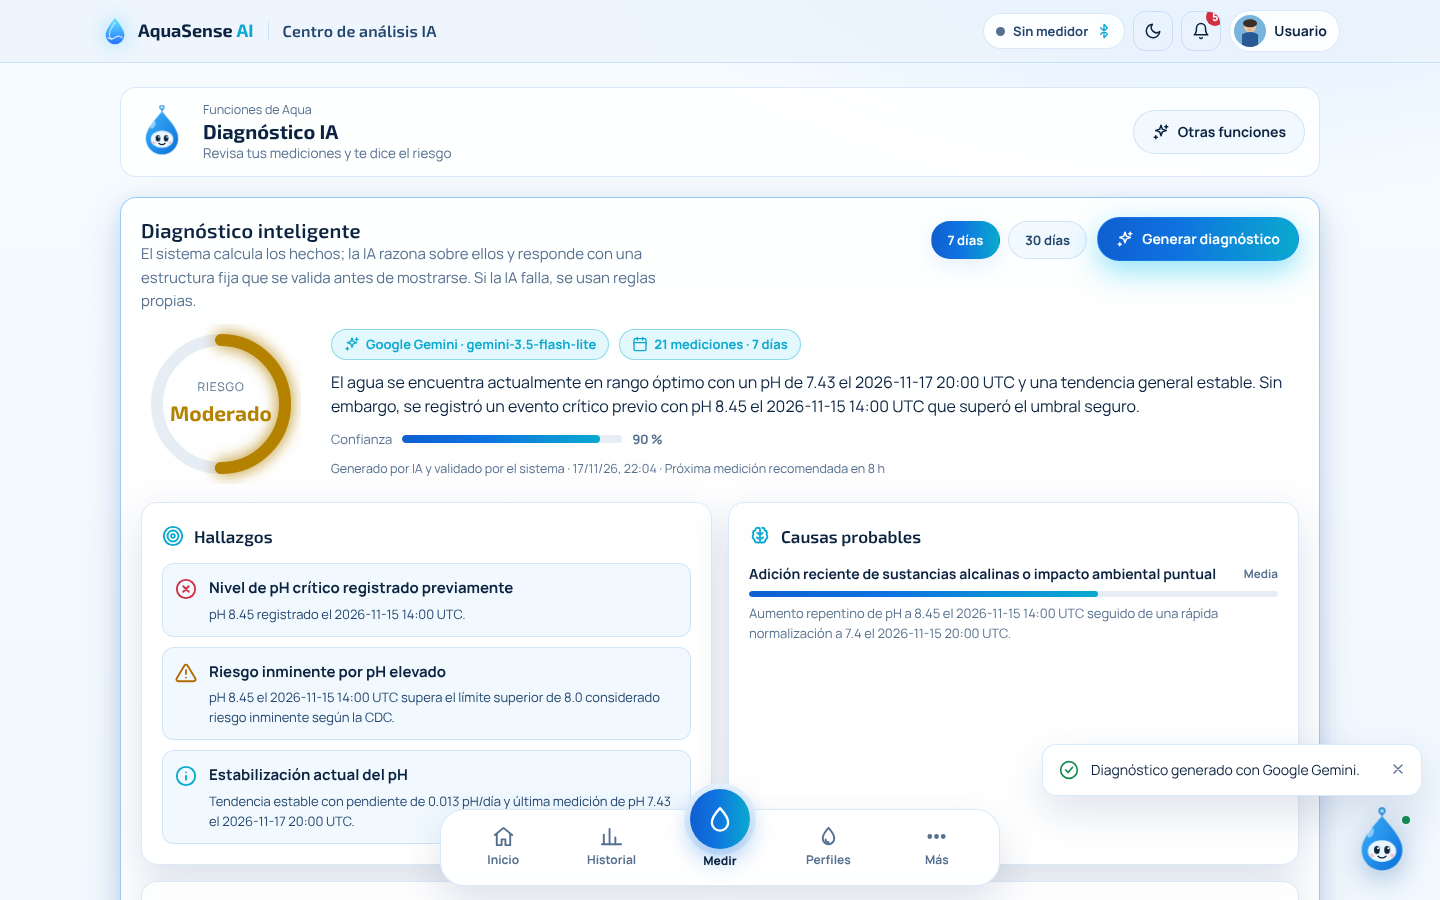 AquaSense AI
Centro de análisis IA
Sin medidor
5
Usuario
Funciones de Aqua
Diagnóstico IA
Revisa tus mediciones y te dice el riesgo
Otras funciones
Diagnóstico inteligente
El sistema calcula los hechos; la IA razona sobre ellos y responde con una
estructura fija que se valida antes de mostrarse. Si la IA falla, se usan reglas
propias.
7 días
30 días
Generar diagnóstico
RIESGO
Moderado
Google Gemini · gemini-3.5-flash-lite
21 mediciones · 7 días
El agua se encuentra actualmente en rango óptimo con un pH de 7.43 el 2026-11-17 20:00 UTC y una tendencia general estable. Sin
embargo, se registró un evento crítico previo con pH 8.45 el 2026-11-15 14:00 UTC que superó el umbral seguro.
Confianza
90 %
Generado por IA y validado por el sistema · 17/11/26, 22:04 · Próxima medición recomendada en 8 h
Hallazgos
Nivel de pH crítico registrado previamente
pH 8.45 registrado el 2026-11-15 14:00 UTC.
Riesgo inminente por pH elevado
pH 8.45 el 2026-11-15 14:00 UTC supera el límite superior de 8.0 considerado
riesgo inminente según la CDC.
Estabilización actual del pH
Tendencia estable con pendiente de 0.013 pH/día y última medición de pH 7.43
el 2026-11-17 20:00 UTC.
Causas probables
Adición reciente de sustancias alcalinas o impacto ambiental puntual
Media
Aumento repentino de pH a 8.45 el 2026-11-15 14:00 UTC seguido de una rápida
normalización a 7.4 el 2026-11-15 20:00 UTC.
Diagnóstico generado con Google Gemini.
Inicio
Historial
Medir
Perfiles
Más